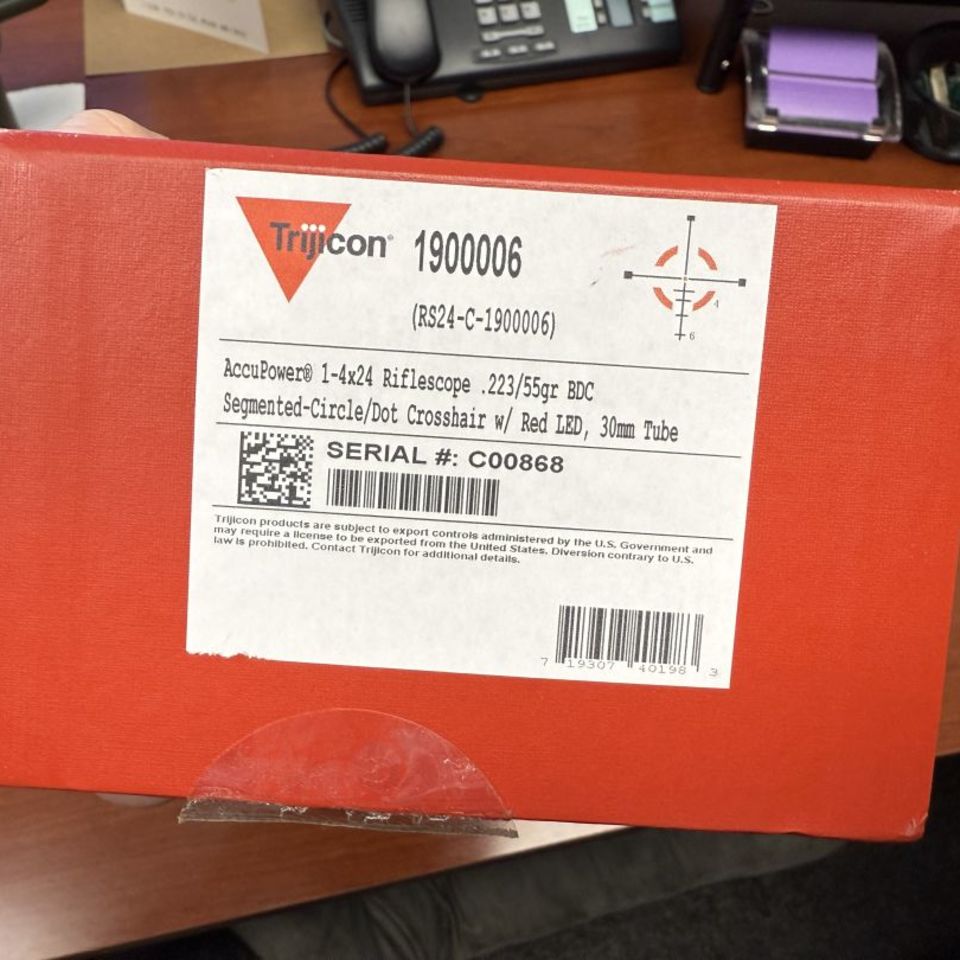 Trijicon® 1900006
(RS24-C-1900006)
4
6
AccuPower® 1-4x24 Riflescope .223/55gr BDC
Segmented-Circle/Dot Crosshair w/ Red LED, 30mm Tube
SERIAL #: C00868
Trijicon products are subject to export controls administered by the U.S. Government and
may require a license to be exported from the United States. Diversion contrary to U.S.
law is prohibited. Contact Trijicon for additional details.
7 19307 40198 3